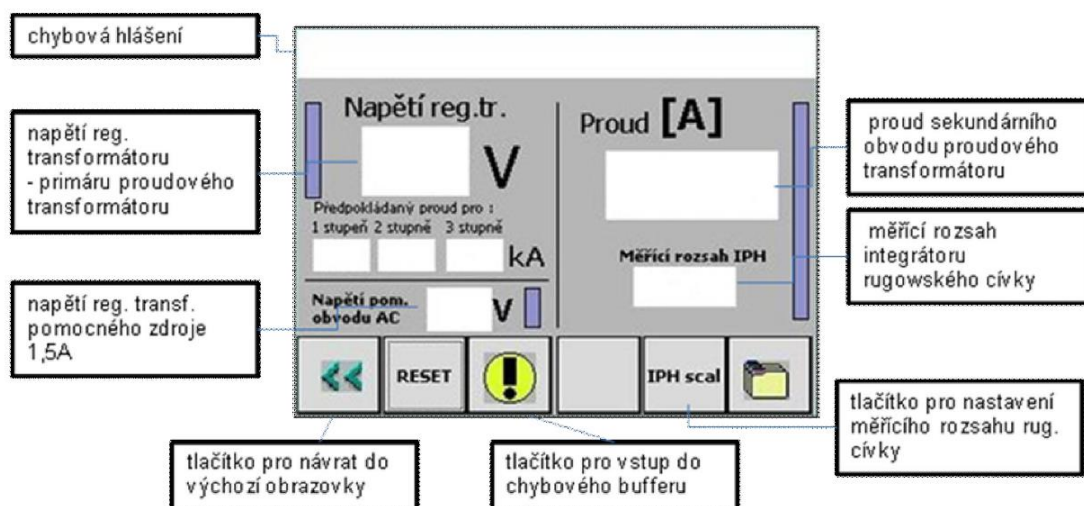 chybová hlášení
napětí reg.
transformátoru
- primáru proudového
transformátoru
napětí reg. transf.
pomocného zdroje
1,5A
Napětí reg.tr.
V
Předpokládaný proud pro :
1 stupeň 2 stupně 3 stupně
kA
Napětí pom.
obvodu AC
V
Proud [A]
Měřící rozsah IPH
RESET
IPH scal
proud sekundárního
obvodu proudového
transformátoru
měřící rozsah
integrátoru
rugowského cívky
tlačítko pro nastavení
měřícího rozsahu rug.
cívky
tlačítko pro návrat do
výchozí obrazovky
tlačítko pro vstup do
chybového bufferu